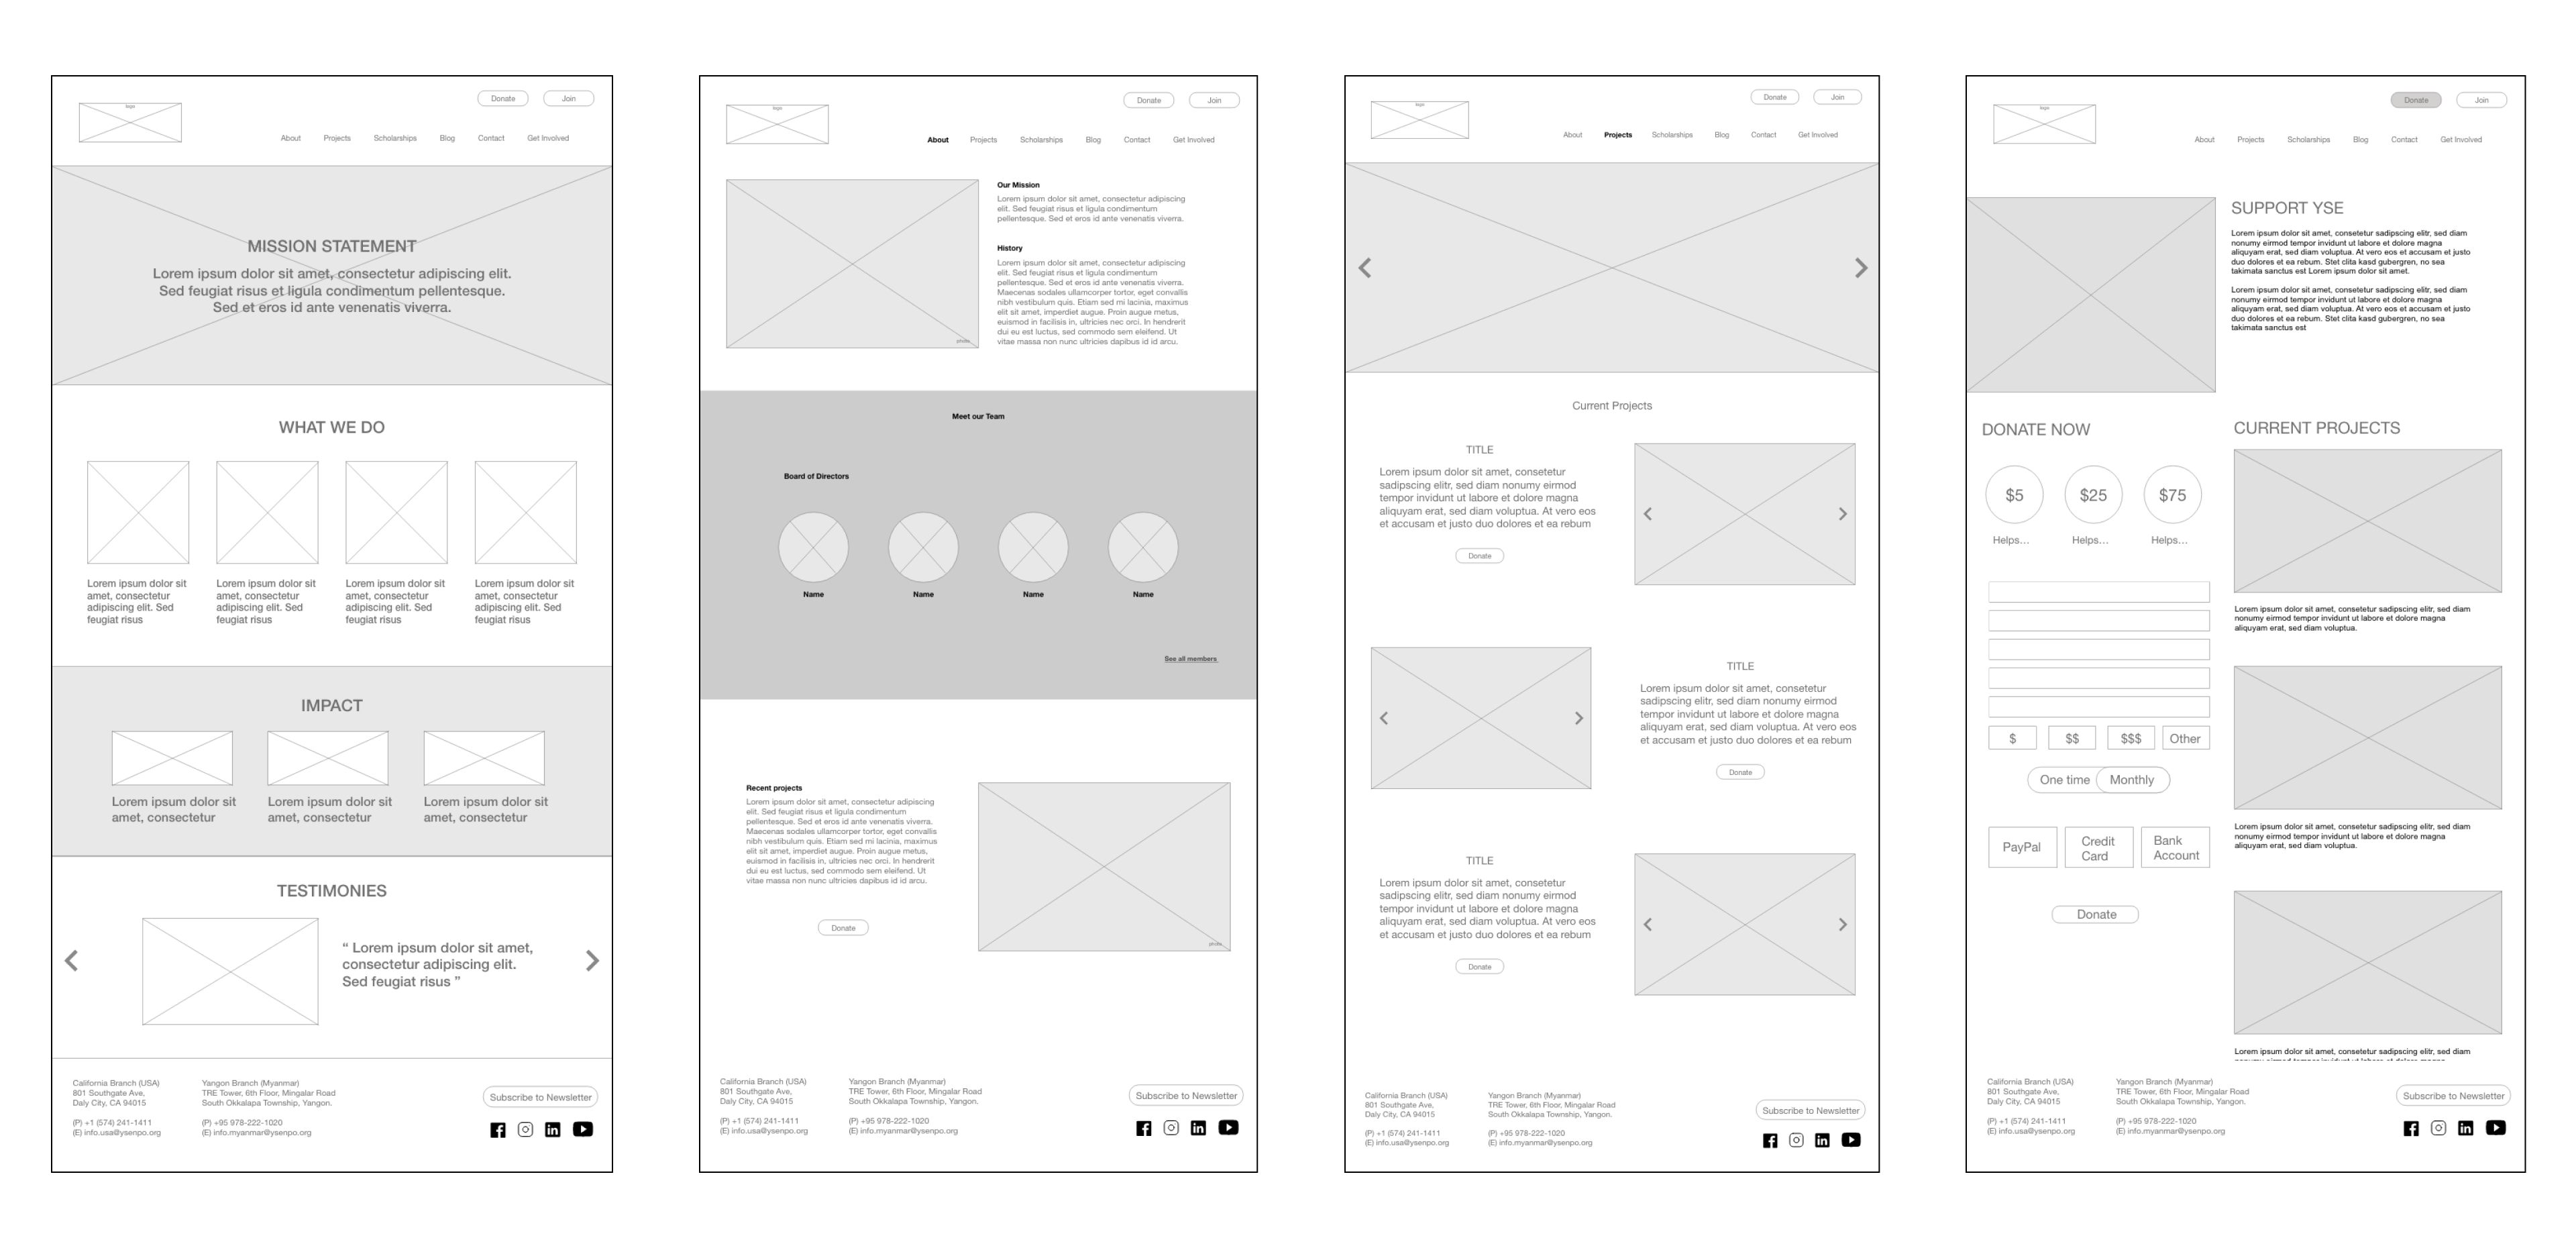 logo
Donate
Join
About Projects Scholarships Blog Contact Get Involved
MISSION STATEMENT
Lorem ipsum dolor sit amet, consectetur adipiscing elit.
Sed feugiat risus et ligula condimentum pellentesque.
Sed et eros id ante venenatis viverra.
WHAT WE DO
Lorem ipsum dolor sit
amet, consectetur
adipiscing elit. Sed
feugiat risus
Lorem ipsum dolor sit
amet, consectetur
adipiscing elit. Sed
feugiat risus
Lorem ipsum dolor sit
amet, consectetur
adipiscing elit. Sed
feugiat risus
Lorem ipsum dolor sit
amet, consectetur
adipiscing elit. Sed
feugiat risus
IMPACT
Lorem ipsum dolor sit
amet, consectetur
Lorem ipsum dolor sit
amet, consectetur
Lorem ipsum dolor sit
amet, consectetur
TESTIMONIES
“ Lorem ipsum dolor sit amet,
consectetur adipiscing elit.
Sed feugiat risus ”
California Branch (USA)
801 Southgate Ave,
Daly City, CA 94015
(P) +1 (574) 241-1411
(E) info.usa@ysenpo.org
Yangon Branch (Myanmar)
TRE Tower, 6th Floor, Mingalar Road
South Okkalapa Township, Yangon.
(P) +95 978-222-1020
(E) info.myanmar@ysenpo.org
Subscribe to Newsletter
logo
Donate
Join
About Projects Scholarships Blog Contact Get Involved
photo
Our Mission
Lorem ipsum dolor sit amet, consectetur adipiscing
elit. Sed feugiat risus et ligula condimentum
pellentesque. Sed et eros id ante venenatis viverra.
History
Lorem ipsum dolor sit amet, consectetur adipiscing
elit. Sed feugiat risus et ligula condimentum
pellentesque. Sed et eros id ante venenatis viverra.
Maecenas sodales ullamcorper tortor, eget convallis
nibh vestibulum quis. Etiam sed mi lacinia, maximus
elit sit amet, imperdiet augue. Proin augue metus,
euismod in facilisis in, ultricies nec orci. In hendrerit
dui eu est luctus, sed commodo sem eleifend. Ut
vitae massa non nunc ultricies dapibus id id arcu.
Meet our Team
Board of Directors
Name
Name
Name
Name
See all members
Recent projects
Lorem ipsum dolor sit amet, consectetur adipiscing
elit. Sed feugiat risus et ligula condimentum
pellentesque. Sed et eros id ante venenatis viverra.
Maecenas sodales ullamcorper tortor, eget convallis
nibh vestibulum quis. Etiam sed mi lacinia, maximus
elit sit amet, imperdiet augue. Proin augue metus,
euismod in facilisis in, ultricies nec orci. In hendrerit
dui eu est luctus, sed commodo sem eleifend. Ut
vitae massa non nunc ultricies dapibus id id arcu.
Donate
photo
California Branch (USA)
801 Southgate Ave,
Daly City, CA 94015
(P) +1 (574) 241-1411
(E) info.usa@ysenpo.org
Yangon Branch (Myanmar)
TRE Tower, 6th Floor, Mingalar Road
South Okkalapa Township, Yangon.
(P) +95 978-222-1020
(E) info.myanmar@ysenpo.org
Subscribe to Newsletter
logo
Donate
Join
About Projects Scholarships Blog Contact Get Involved
Current Projects
TITLE
Lorem ipsum dolor sit amet, consetetur
sadipscing elitr, sed diam nonumy eirmod
tempor invidunt ut labore et dolore magna
aliquyam erat, sed diam voluptua. At vero eos
et accusam et justo duo dolores et ea rebum
Donate
TITLE
Lorem ipsum dolor sit amet, consetetur
sadipscing elitr, sed diam nonumy eirmod
tempor invidunt ut labore et dolore magna
aliquyam erat, sed diam voluptua. At vero eos
et accusam et justo duo dolores et ea rebum
Donate
TITLE
Lorem ipsum dolor sit amet, consetetur
sadipscing elitr, sed diam nonumy eirmod
tempor invidunt ut labore et dolore magna
aliquyam erat, sed diam voluptua. At vero eos
et accusam et justo duo dolores et ea rebum
Donate
California Branch (USA)
801 Southgate Ave,
Daly City, CA 94015
(P) +1 (574) 241-1411
(E) info.usa@ysenpo.org
Yangon Branch (Myanmar)
TRE Tower, 6th Floor, Mingalar Road
South Okkalapa Township, Yangon.
(P) +95 978-222-1020
(E) info.myanmar@ysenpo.org
Subscribe to Newsletter
logo
Donate
Join
About Projects Scholarships Blog Contact Get Involved
SUPPORT YSE
Lorem ipsum dolor sit amet, consetetur sadipscing elitr, sed diam
nonumy eirmod tempor invidunt ut labore et dolore magna
aliquyam erat, sed diam voluptua. At vero eos et accusam et justo
duo dolores et ea rebum. Stet clita kasd gubergren, no sea
takimata sanctus est Lorem ipsum dolor sit amet.
Lorem ipsum dolor sit amet, consetetur sadipscing elitr, sed diam
nonumy eirmod tempor invidunt ut labore et dolore magna
aliquyam erat, sed diam voluptua. At vero eos et accusam et justo
duo dolores et ea rebum. Stet clita kasd gubergren, no sea
takimata sanctus est
DONATE NOW
$5
$25
$75
Helps...
Helps...
Helps...
$
$$
$$$
Other
One time
Monthly
PayPal
Credit
Card
Bank
Account
Donate
CURRENT PROJECTS
Lorem ipsum dolor sit amet, consetetur sadipscing elitr, sed diam
nonumy eirmod tempor invidunt ut labore et dolore magna
aliquyam erat, sed diam voluptua.
Lorem ipsum dolor sit amet, consetetur sadipscing elitr, sed diam
nonumy eirmod tempor invidunt ut labore et dolore magna
aliquyam erat, sed diam voluptua.
Lorem ipsum dolor sit amet, consetetur sadipscing elitr, sed diam
California Branch (USA)
801 Southgate Ave,
Daly City, CA 94015
(P) +1 (574) 241-1411
(E) info.usa@ysenpo.org
Yangon Branch (Myanmar)
TRE Tower, 6th Floor, Mingalar Road
South Okkalapa Township, Yangon.
(P) +95 978-222-1020
(E) info.myanmar@ysenpo.org
Subscribe to Newsletter